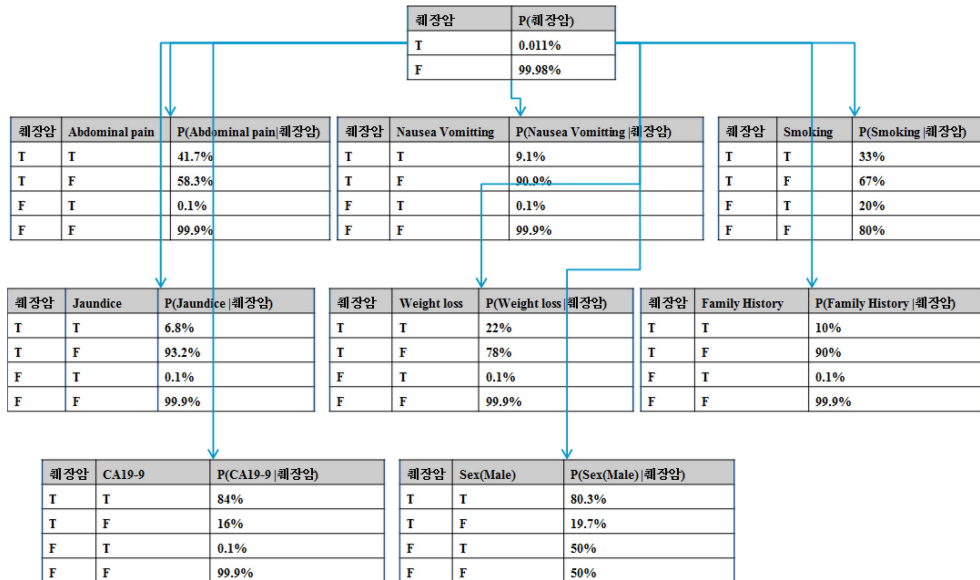 췌장암 P(췌장암)
T 0.011%
F 99.98%
췌장암 Abdominal pain P(Abdominal pain|췌장암)
T T 41.7%
T F 58.3%
F T 0.1%
F F 99.9%
췌장암 Nausea Vomitting P(Nausea Vomitting |췌장암)
T T 9.1%
T F 90.9%
F T 0.1%
F F 99.9%
췌장암 Smoking P(Smoking |췌장암)
T T 33%
T F 67%
F T 20%
F F 80%
췌장암 Jaundice P(Jaundice |췌장암)
T T 6.8%
T F 93.2%
F T 0.1%
F F 99.9%
췌장암 Weight loss P(Weight loss |췌장암)
T T 22%
T F 78%
F T 0.1%
F F 99.9%
췌장암 Family History P(Family History |췌장암)
T T 10%
T F 90%
F T 0.1%
F F 99.9%
췌장암 CA19-9 P(CA19-9 |췌장암)
T T 84%
T F 16%
F T 0.1%
F F 99.9%
췌장암 Sex(Male) P(Sex(Male) |췌장암)
T T 80.3%
T F 19.7%
F T 50%
F F 50%